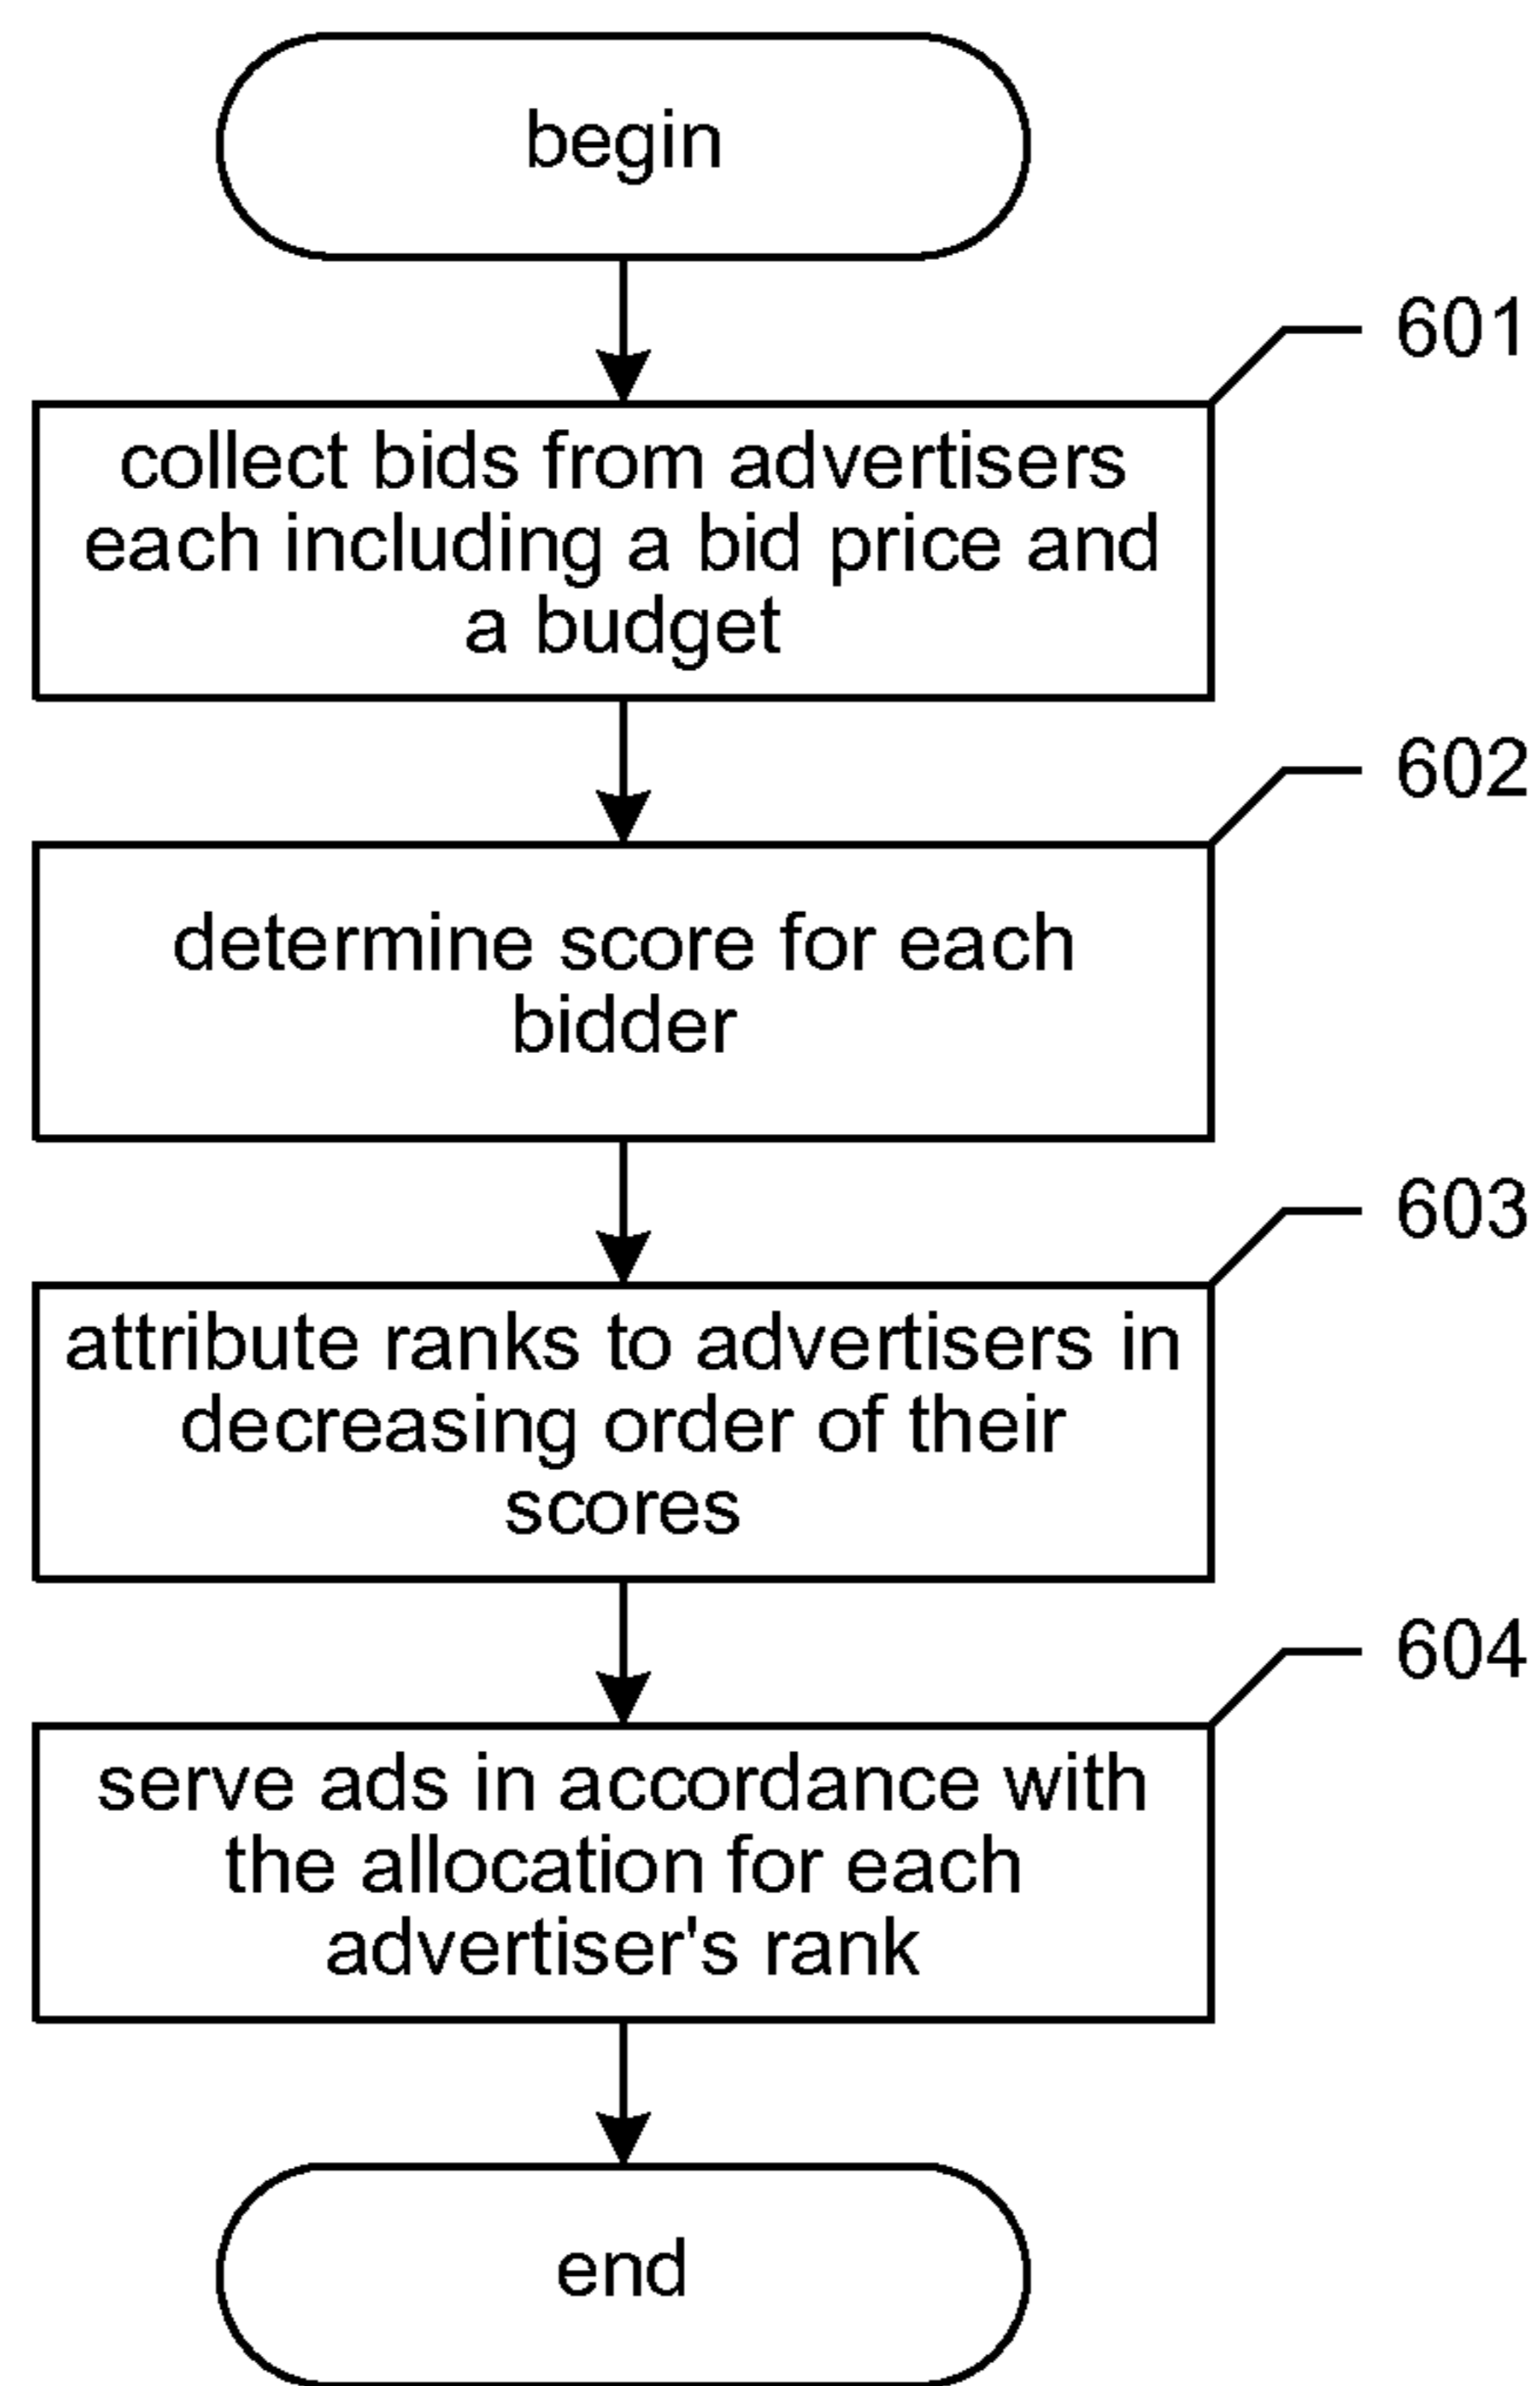 begin
601
collect bids from advertisers
each including a bid price and
a budget
602
determine score for each
bidder
603
attribute ranks to advertisers in
decreasing order of their
scores
604
serve ads in accordance with
the allocation for each
advertiser's rank
end